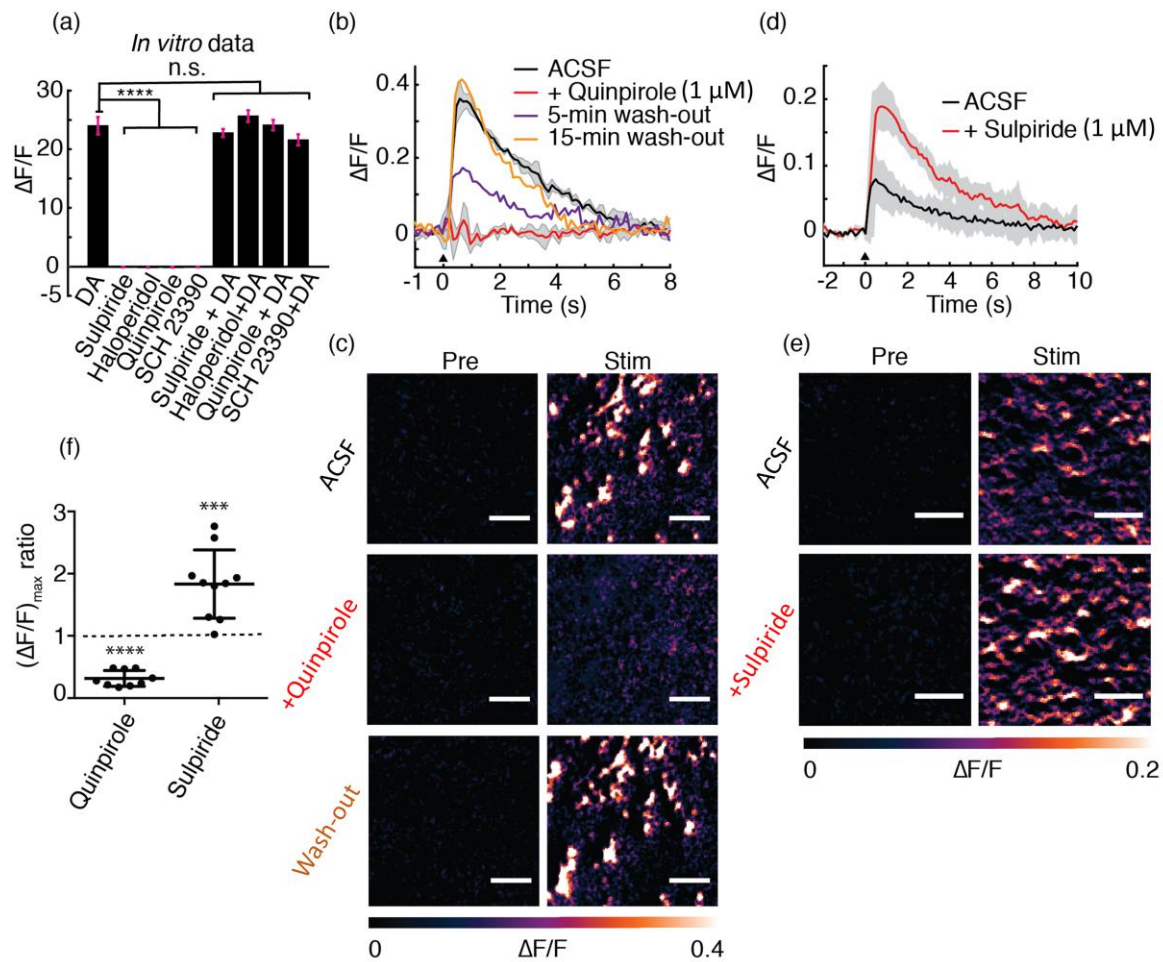 (a)
In vitro data
n.s.
****
ΔF/F
30
20
10
0
-5
DA
Sulpiride
Haloperidol
Quinpirole
SCH 23390
Sulpiride + DA
Haloperidol+DA
Quinpirole + DA
SCH 23390+DA
(b)
ACSF
+ Quinpirole (1 μM)
5-min wash-out
15-min wash-out
ΔF/F
0.4
0.2
0
-1 0 1 2 3 4 5 6 7 8
Time (s)
(d)
ACSF
+ Sulpiride (1 μM)
ΔF/F
0.2
0.1
0
-2 0 2 4 6 8 10
Time (s)
(c)
Pre Stim
ACSF
+Quinpirole
Wash-out
0 ΔF/F 0.4
(e)
Pre Stim
ACSF
+Sulpiride
0 ΔF/F 0.2
(f)
(ΔF/F)max ratio
3
2
1
0
****
***
Quinpirole
Sulpiride